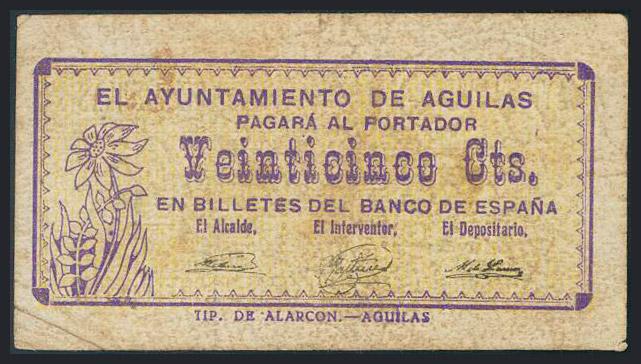 EL AYUNTAMIENTO DE AGUILAS
PAGARÁ AL PORTADOR
Veinticinco Cts.
EN BILLETES DEL BANCO DE ESPAÑA
El Alcalde, El Interventor, El Depositario,
TIP. DE ALARCON.—AGUILAS